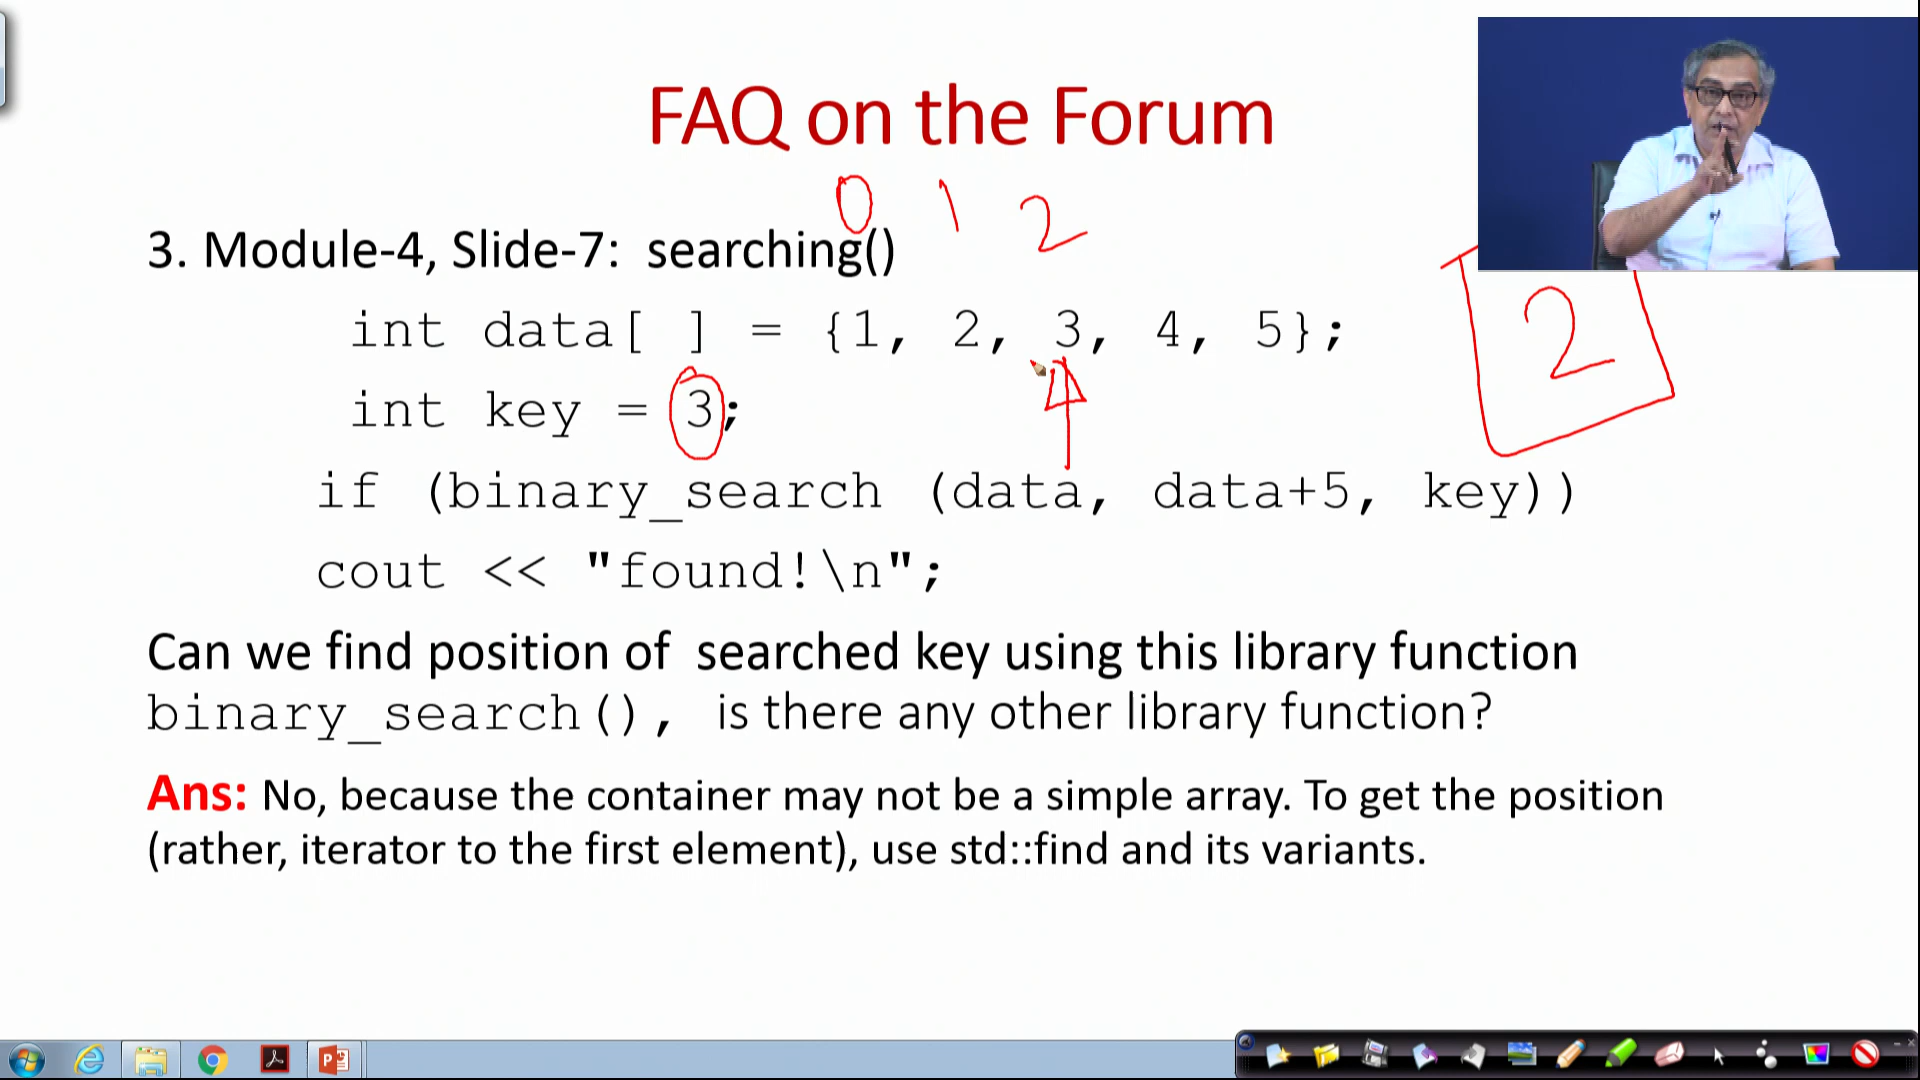 FAQ on the Forum
0 1 2
3. Module-4, Slide-7: searching()
int data[ ] = {1, 2, 3, 4, 5};
2
int key = 3;
if (binary_search (data, data+5, key))
cout << "found!\n";
Can we find position of searched key using this library function
binary_search(), is there any other library function?
Ans: No, because the container may not be a simple array. To get the position
(rather, iterator to the first element), use std::find and its variants.